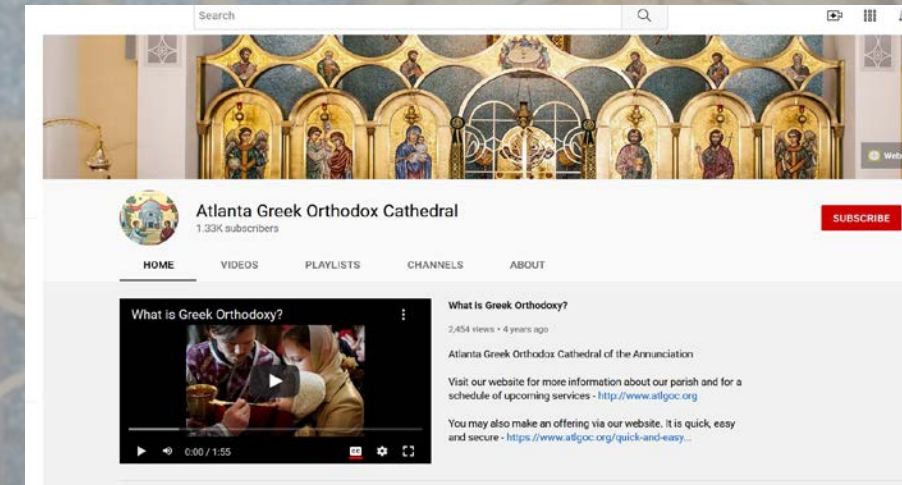 Search
Atlanta Greek Orthodox Cathedral
1.33K subscribers
SUBSCRIBE
HOME VIDEOS PLAYLISTS CHANNELS ABOUT
What is Greek Orthodoxy?
0:00 / 1:55
What is Greek Orthodoxy?
2,454 views • 4 years ago
Atlanta Greek Orthodox Cathedral of the Annunciation
Visit our website for more information about our parish and for a
schedule of upcoming services - http://www.atlgoc.org
You may also make an offering via our website. It is quick, easy
and secure - https://www.atlgoc.org/quick-and-easy...